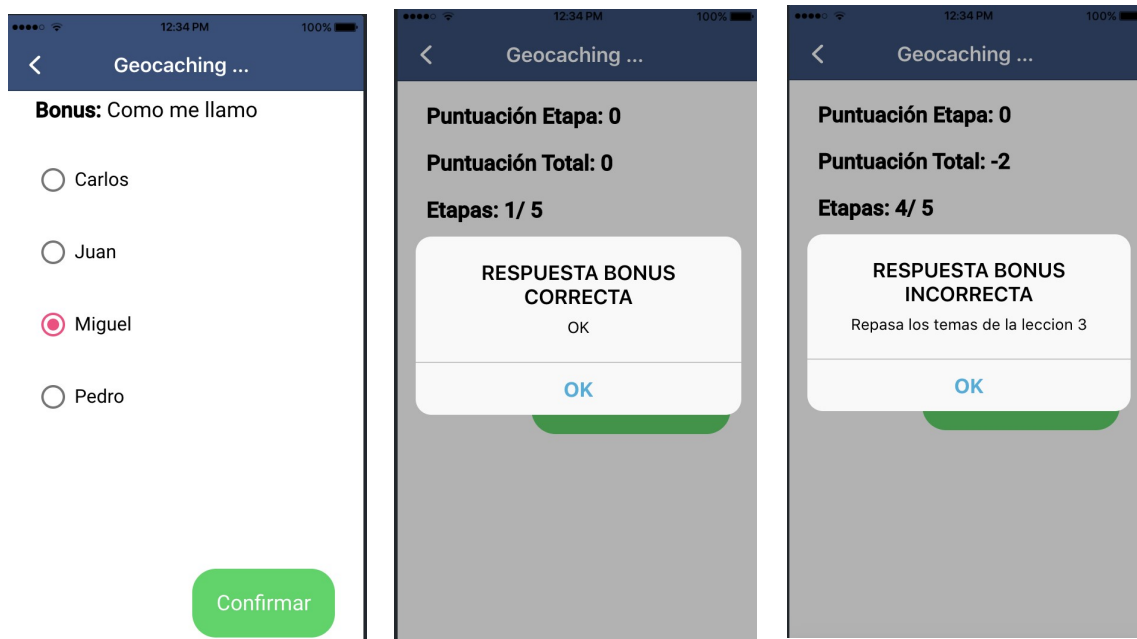 12:34 PM 100%
Geocaching ...
Bonus: Como me llamo
Carlos
Juan
Miguel
Pedro
Confirmar
12:34 PM 100%
Geocaching ...
Puntuación Etapa: 0
Puntuación Total: 0
Etapas: 1/ 5
RESPUESTA BONUS
CORRECTA
OK
OK
12:34 PM 100%
Geocaching ...
Puntuación Etapa: 0
Puntuación Total: -2
Etapas: 4/ 5
RESPUESTA BONUS
INCORRECTA
Repasa los temas de la leccion 3
OK